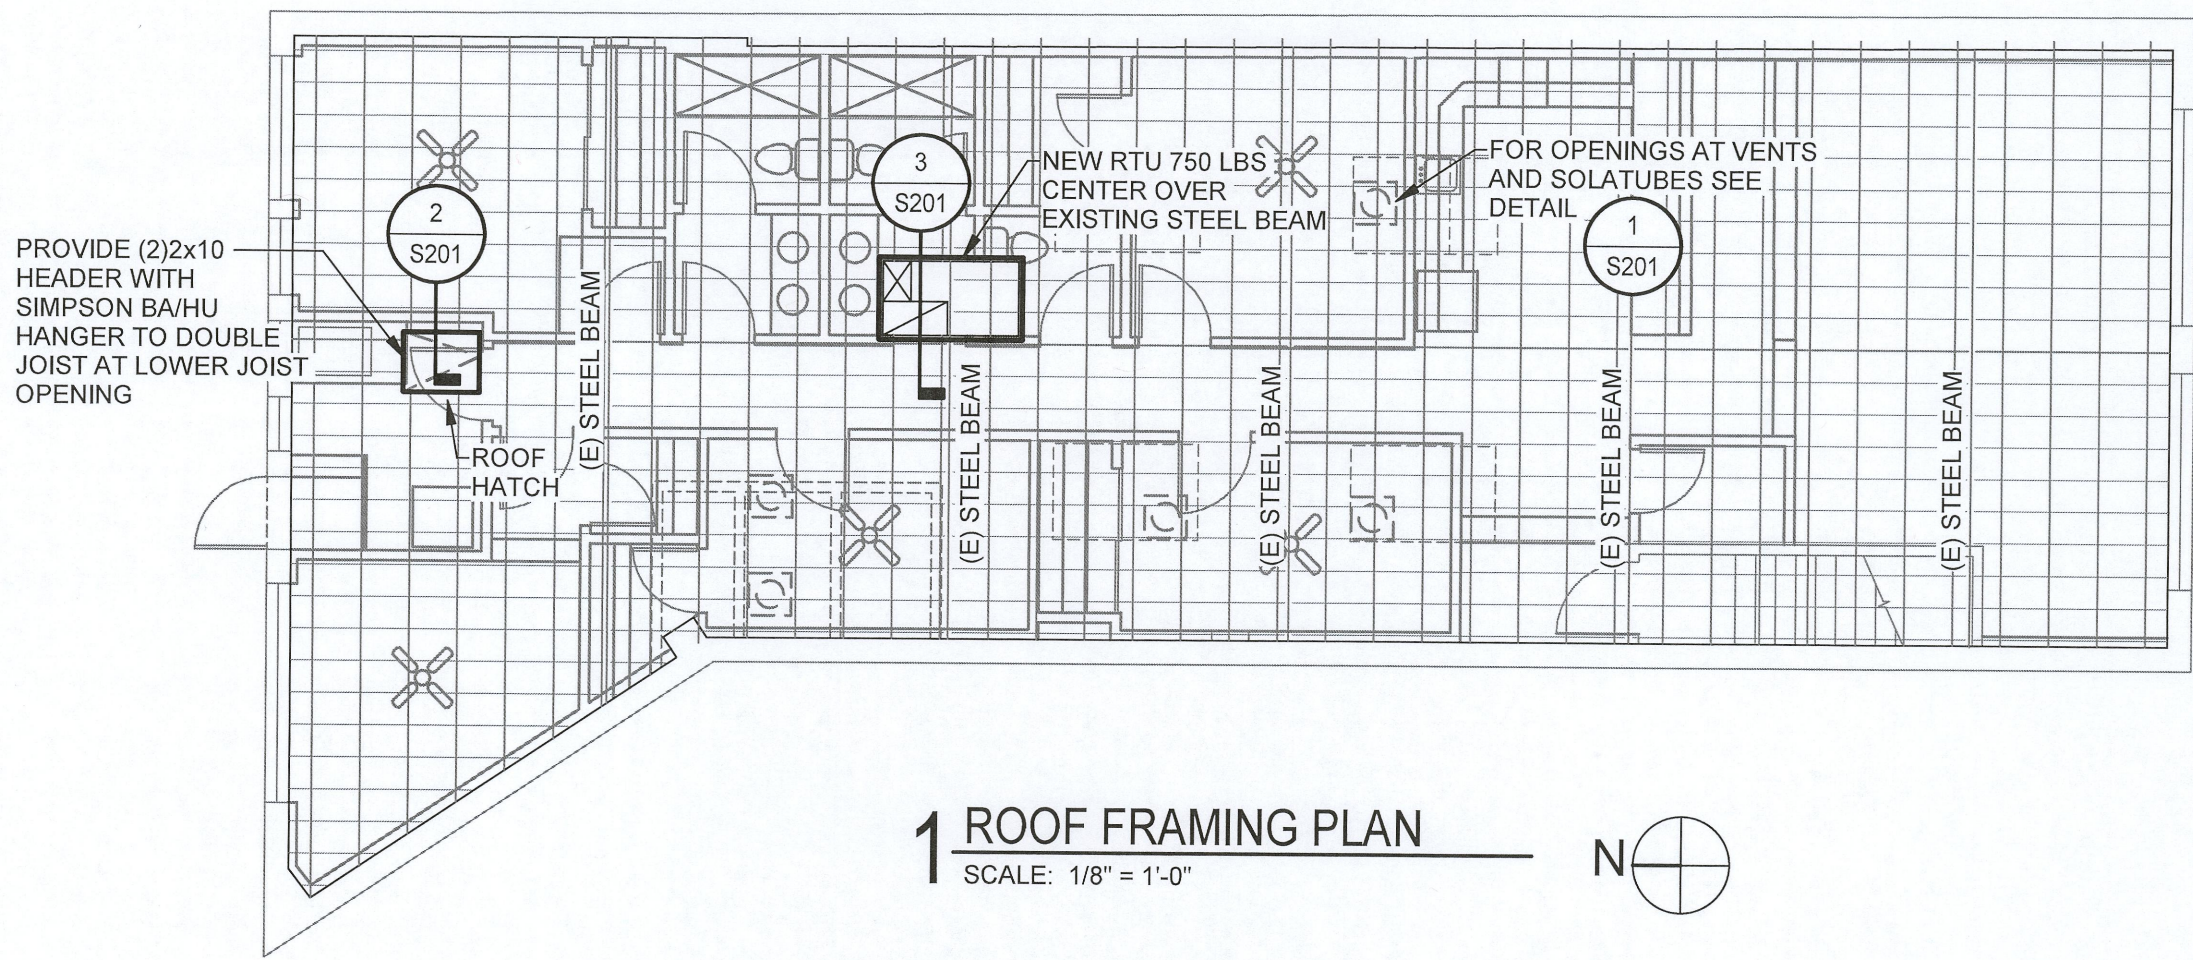 3
S201
NEW RTU 750 LBS
CENTER OVER
EXISTING STEEL BEAM
FOR OPENINGS AT VENTS
AND SOLATUBES SEE
DETAIL
1
S201
2
S201
PROVIDE (2)2x10
HEADER WITH
SIMPSON BA/HU
HANGER TO DOUBLE
JOIST AT LOWER JOIST
OPENING
ROOF
HATCH
(E) STEEL BEAM
(E) STEEL BEAM
(E) STEEL BEAM
(E) STEEL BEAM
(E) STEEL BEAM
1 ROOF FRAMING PLAN
SCALE: 1/8" = 1'-0"
N